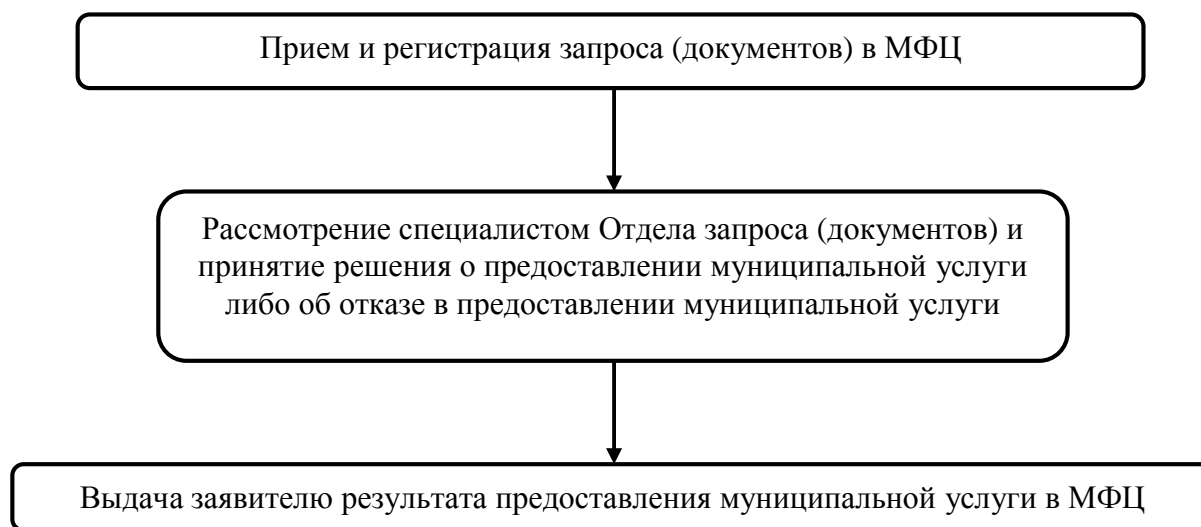 Прием и регистрация запроса (документов) в МФЦ
Рассмотрение специалистом Отдела запроса (документов) и
принятие решения о предоставлении муниципальной услуги
либо об отказе в предоставлении муниципальной услуги
Выдача заявителю результата предоставления муниципальной услуги в МФЦ